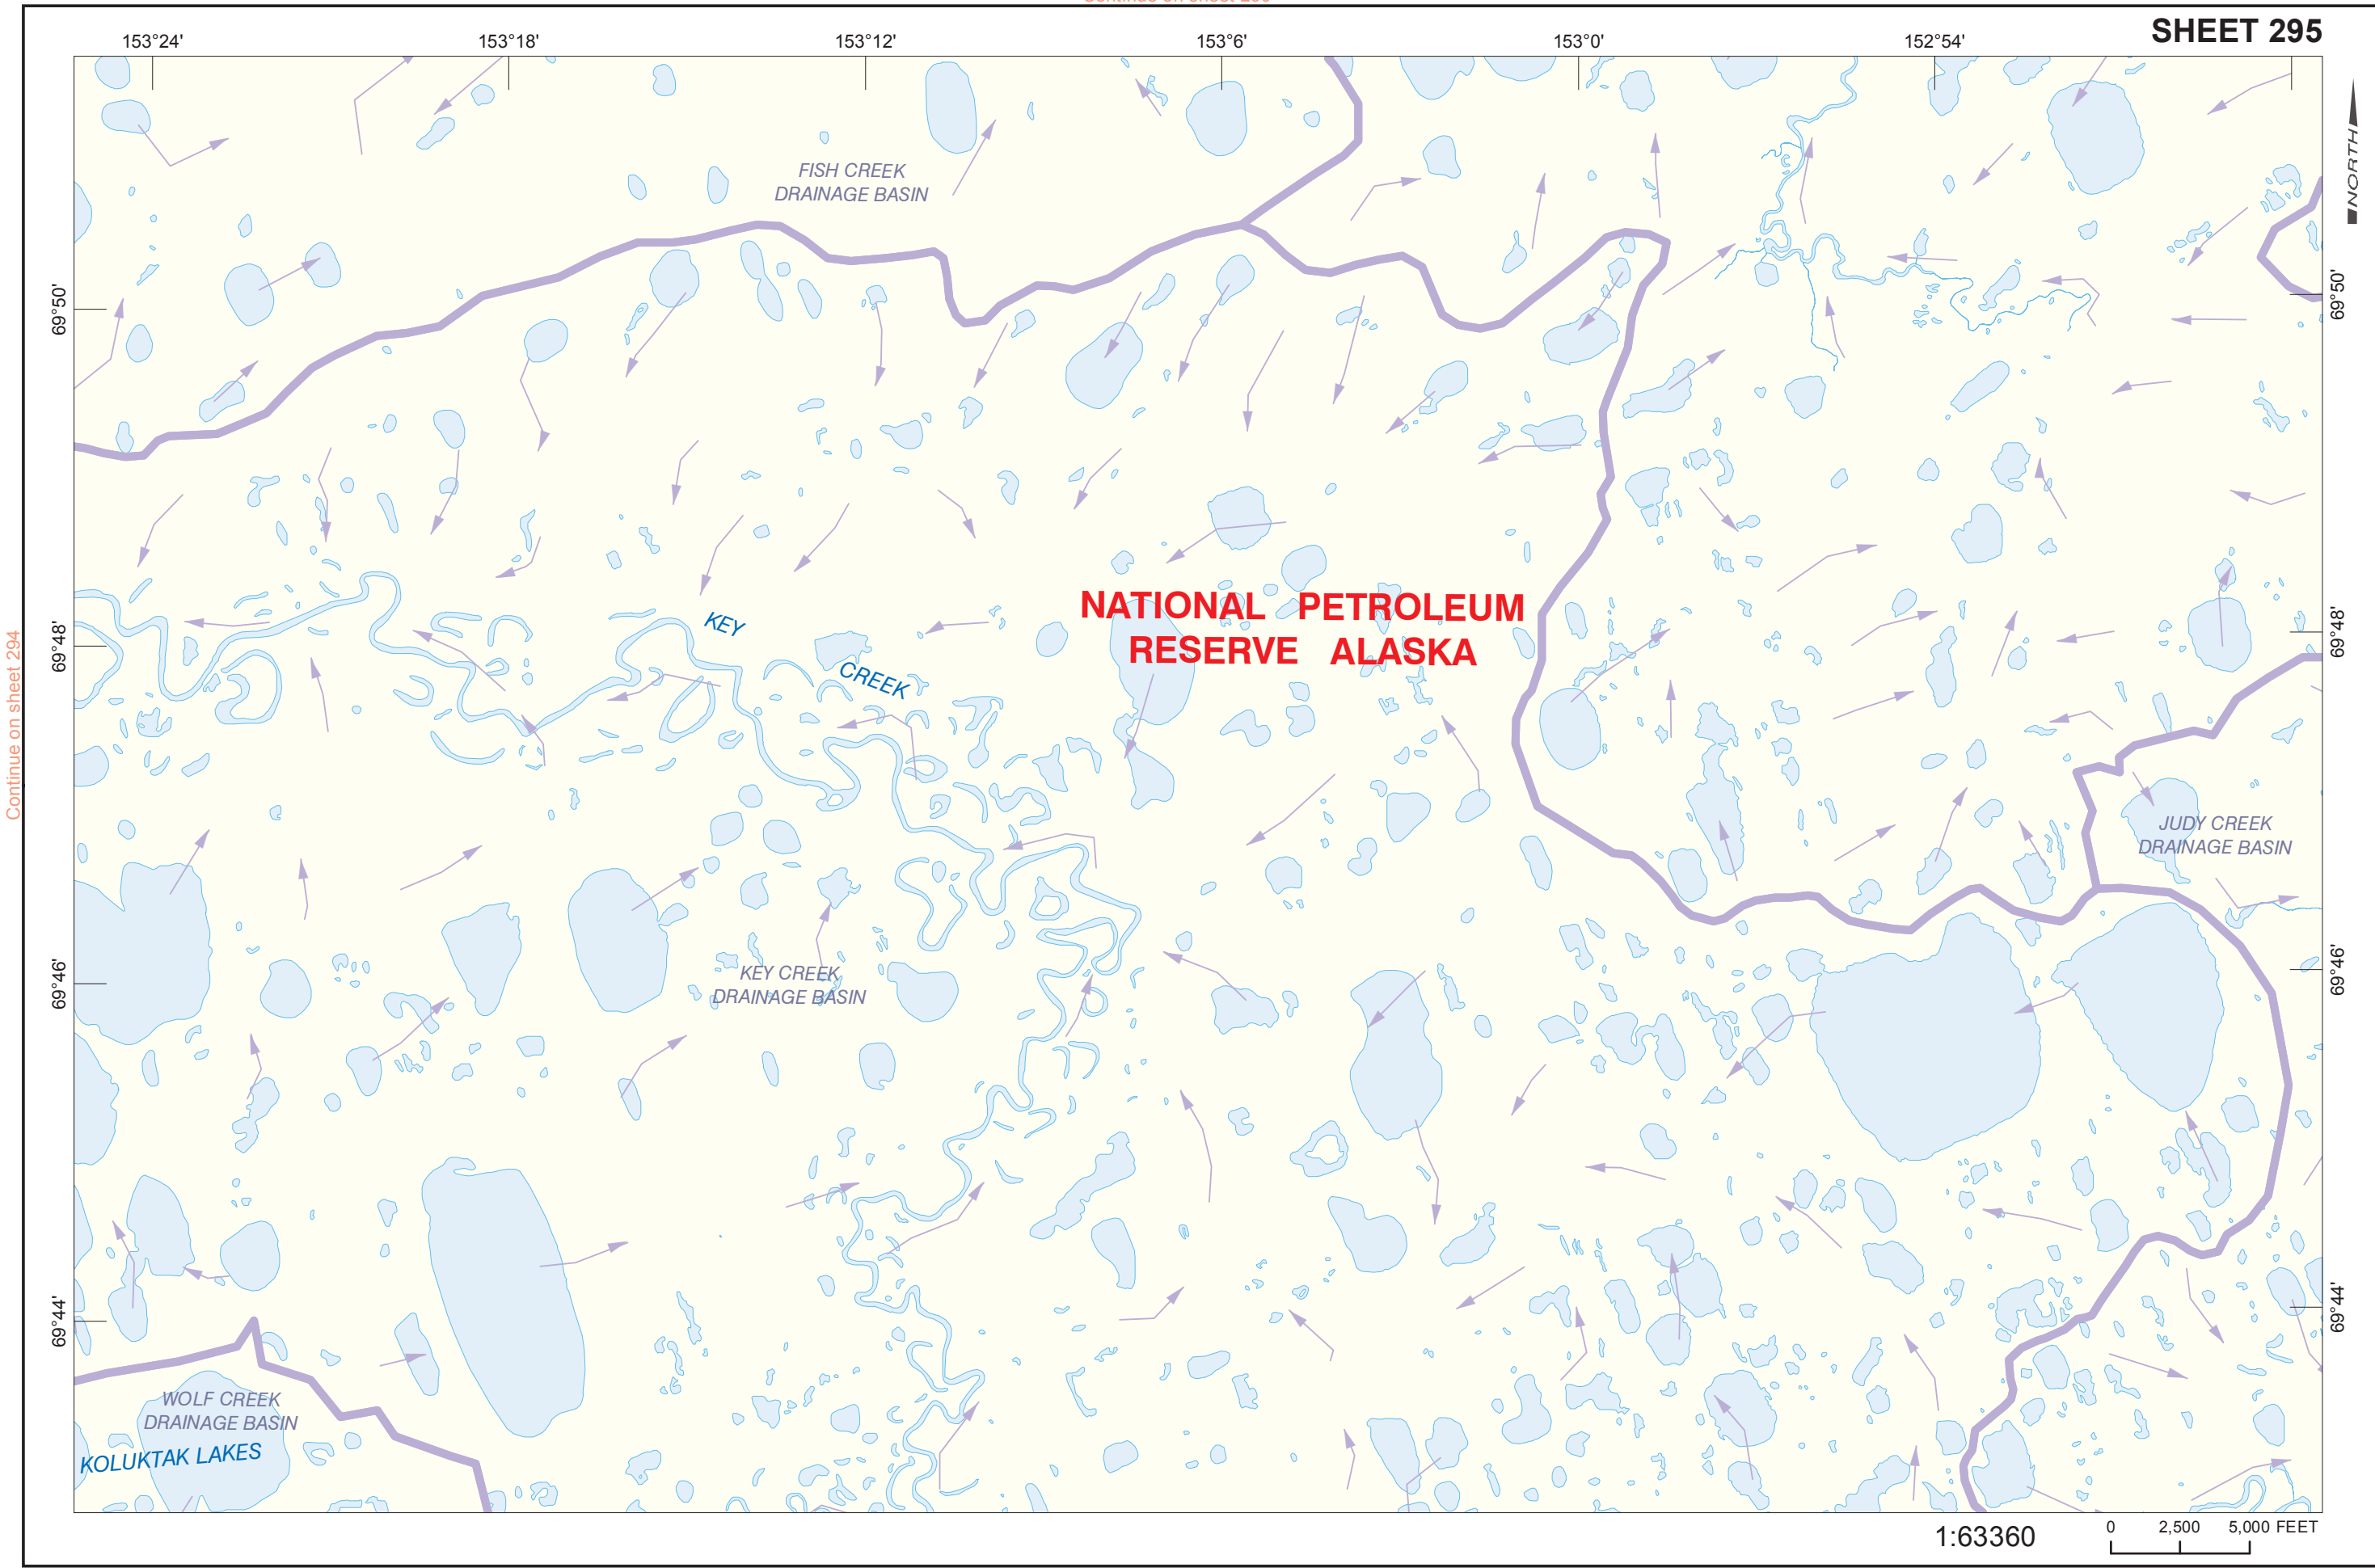 SHEET 295
153°24'
153°18'
153°12'
153°6'
153°0'
152°54'
NORTH
FISH CREEK
DRAINAGE BASIN
69°50'
69°50'
NATIONAL PETROLEUM
RESERVE ALASKA
KEY
CREEK
69°48'
69°48'
Continue on sheet 294
JUDY CREEK
DRAINAGE BASIN
KEY CREEK
DRAINAGE BASIN
69°46'
69°46'
69°44'
69°44'
WOLF CREEK
DRAINAGE BASIN
KOLUKTAK LAKES
1:63360
0 2,500 5,000 FEET